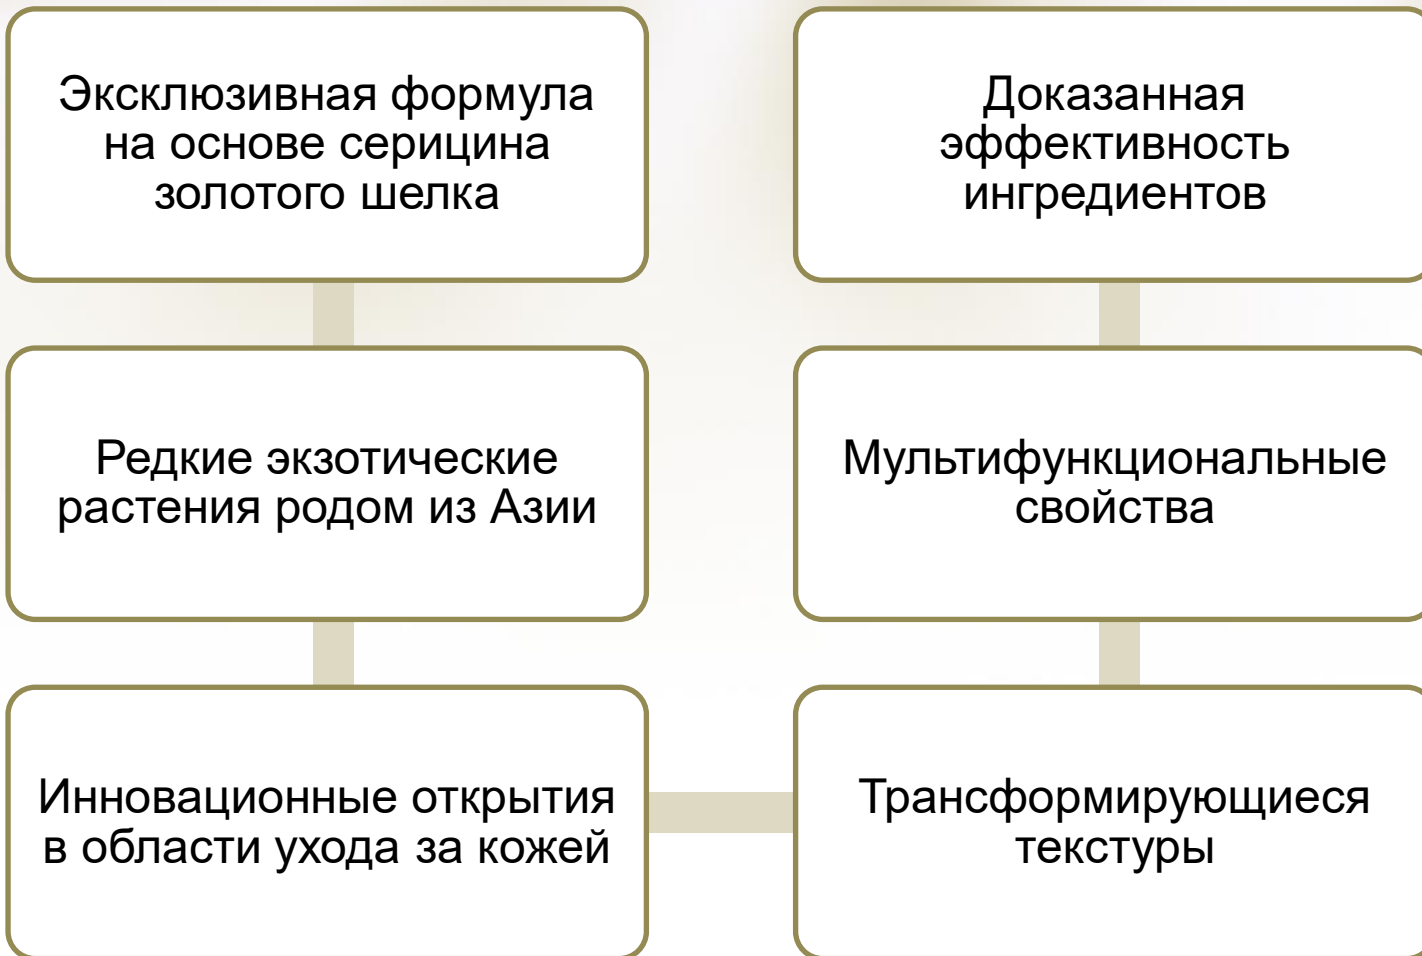 Эксклюзивная формула
на основе серицина
золотого шелка
Редкие экзотические
растения родом из Азии
Инновационные открытия
в области ухода за кожей
Трансформирующиеся
текстуры
Мультифункциональные
свойства
Доказанная
эффективность
ингредиентов